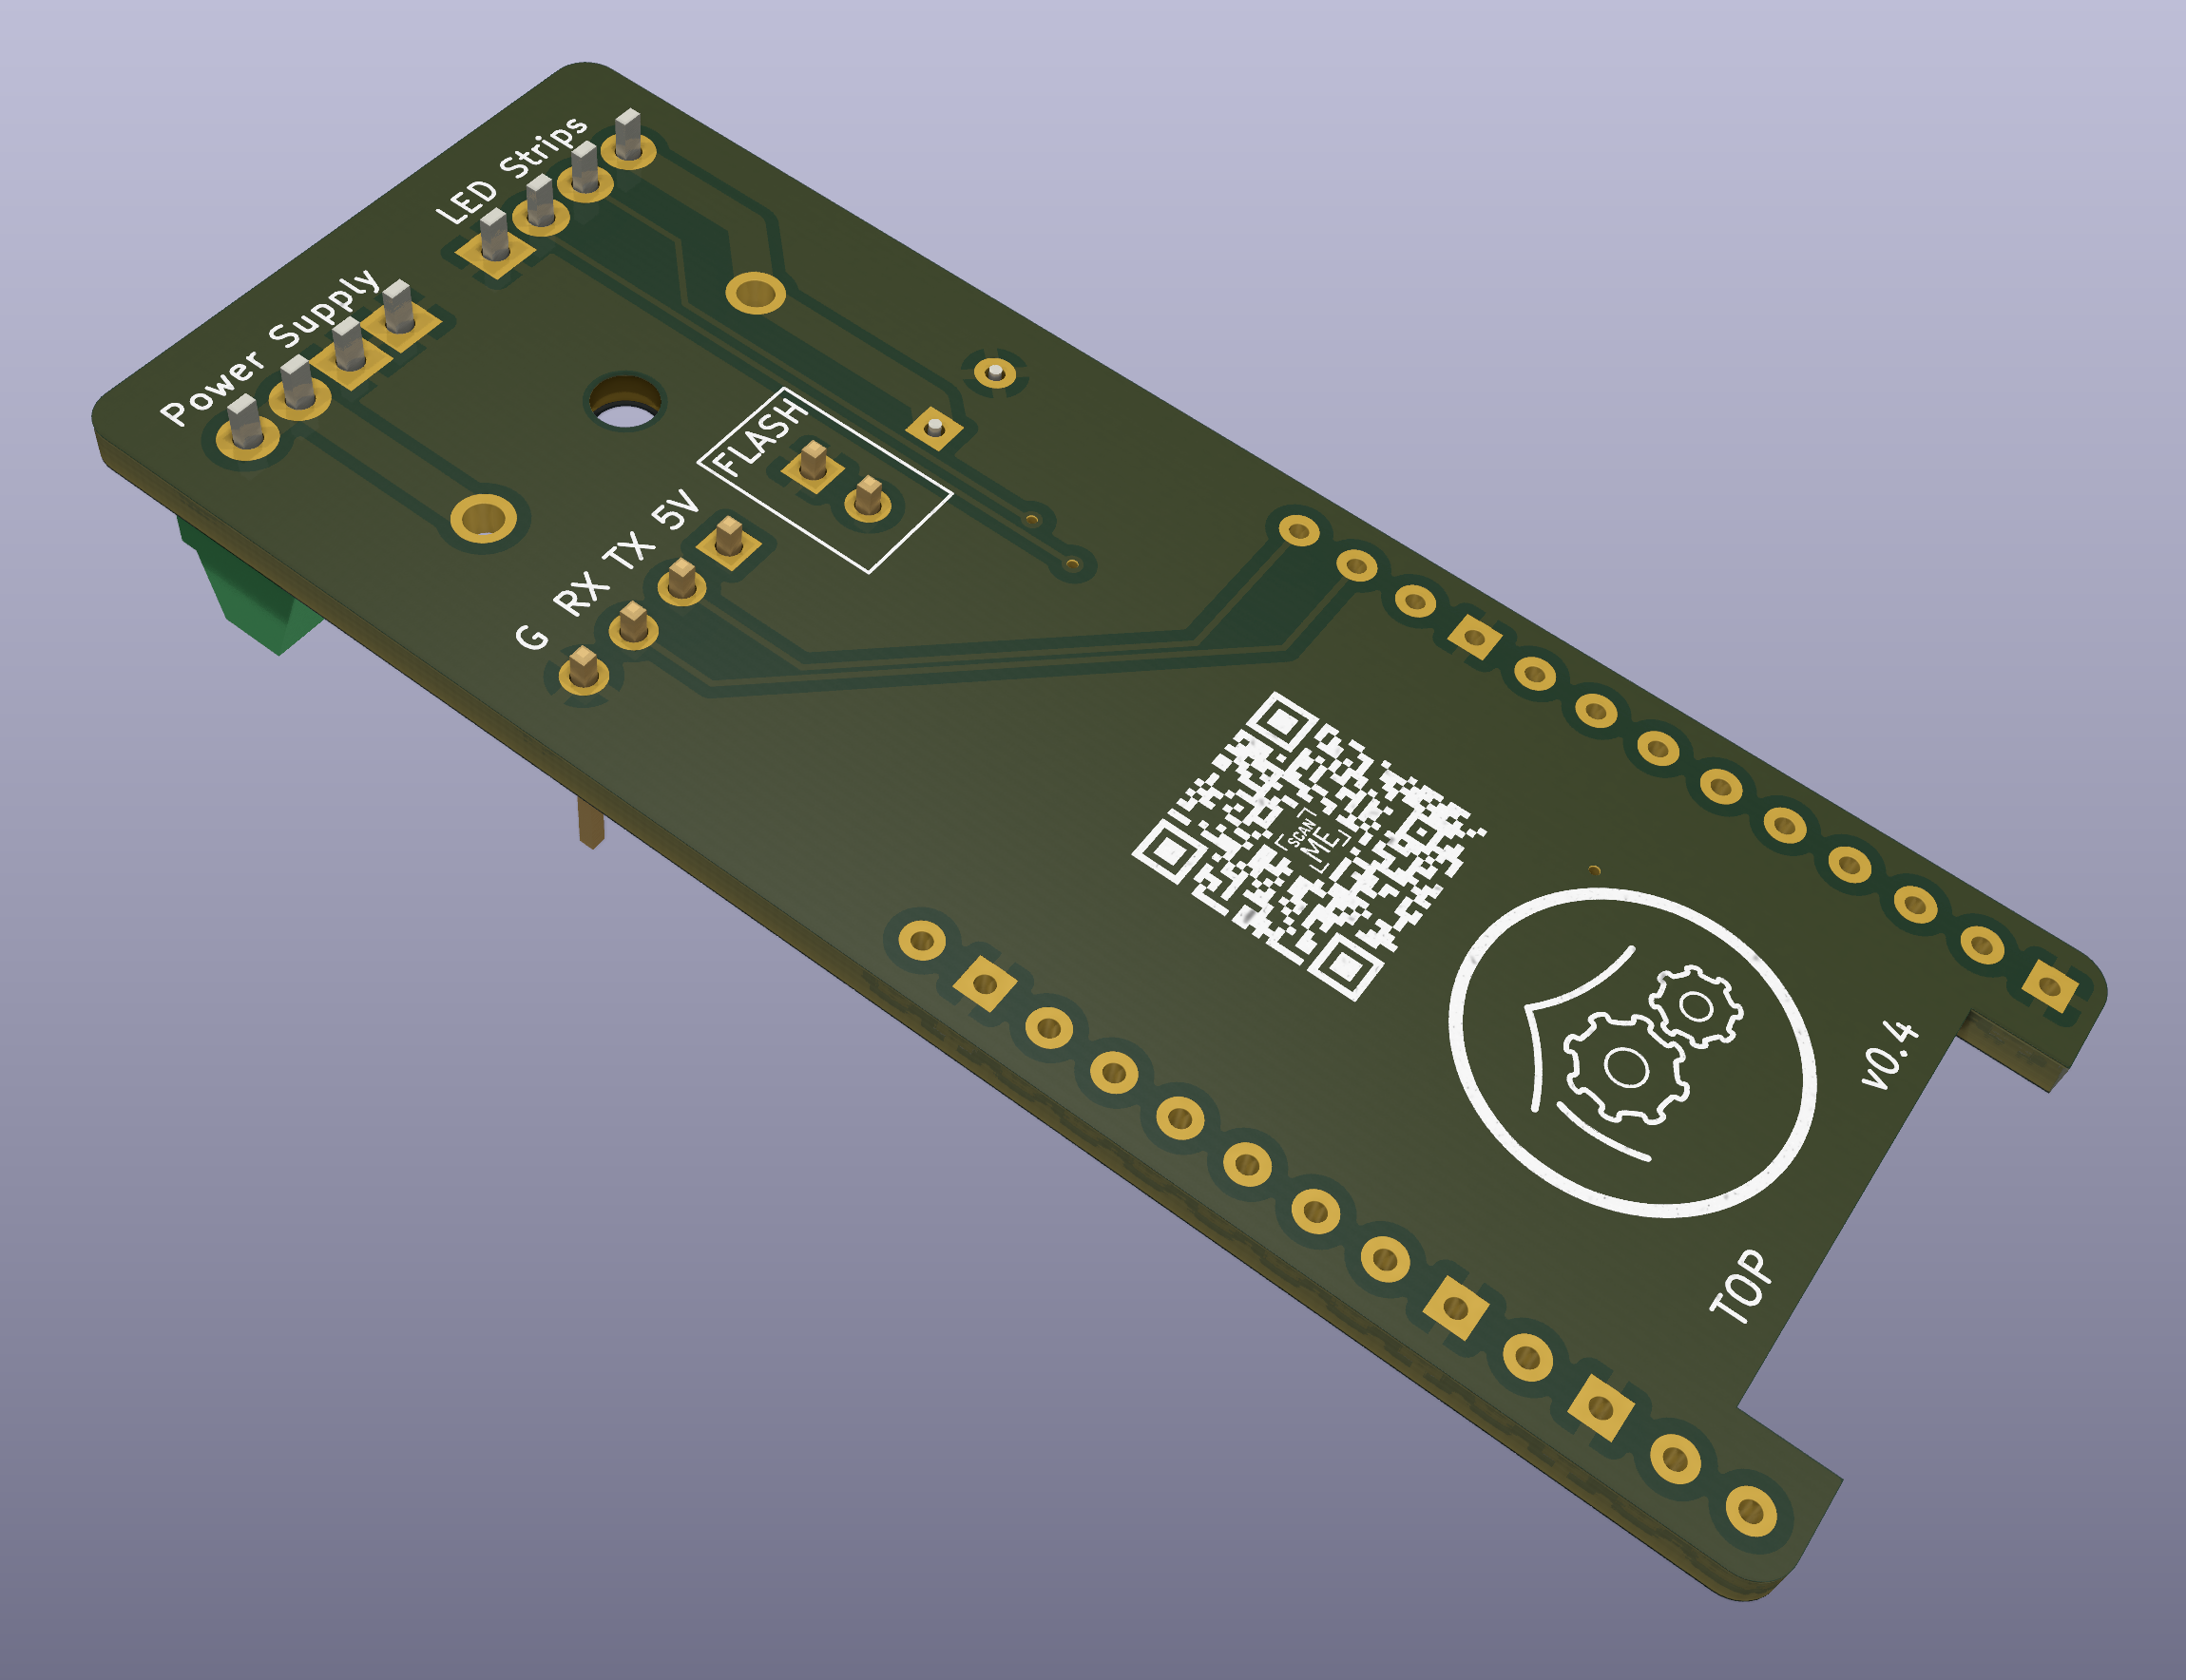 LED Strips
Power Supply
FLASH
G RX TX 5V
SCAN
ME
v0.4
TOP